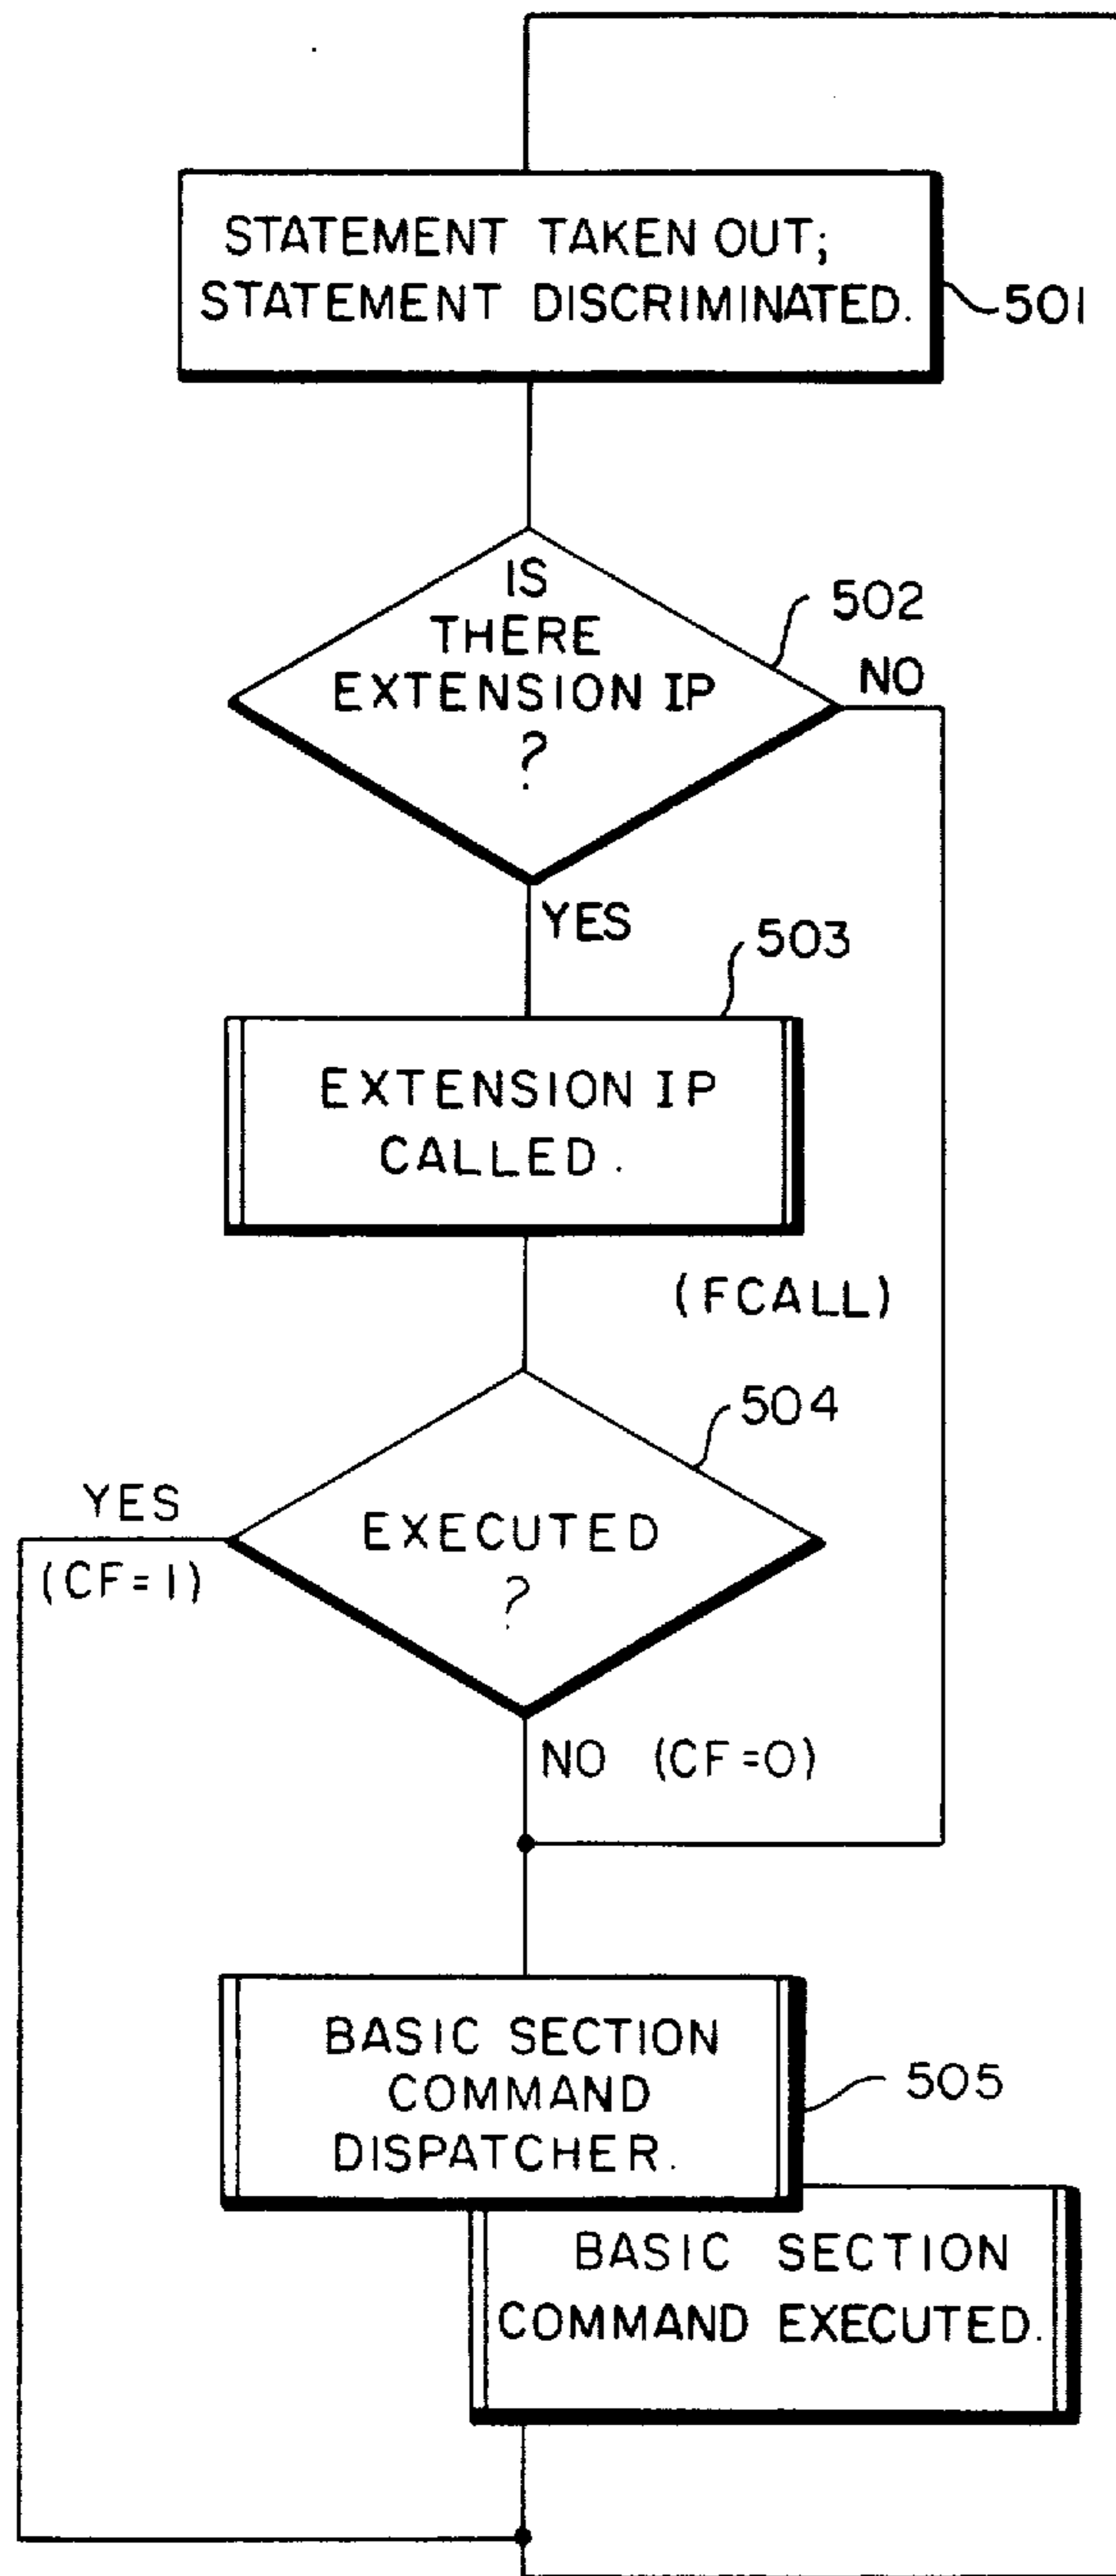 STATEMENT TAKEN OUT;
STATEMENT DISCRIMINATED.
501
IS
THERE
EXTENSION IP
?
502
NO
YES
503
EXTENSION IP
CALLED.
(FCALL)
504
YES
(CF=1)
EXECUTED
?
NO (CF=0)
BASIC SECTION
COMMAND
DISPATCHER.
505
BASIC SECTION
COMMAND EXECUTED.